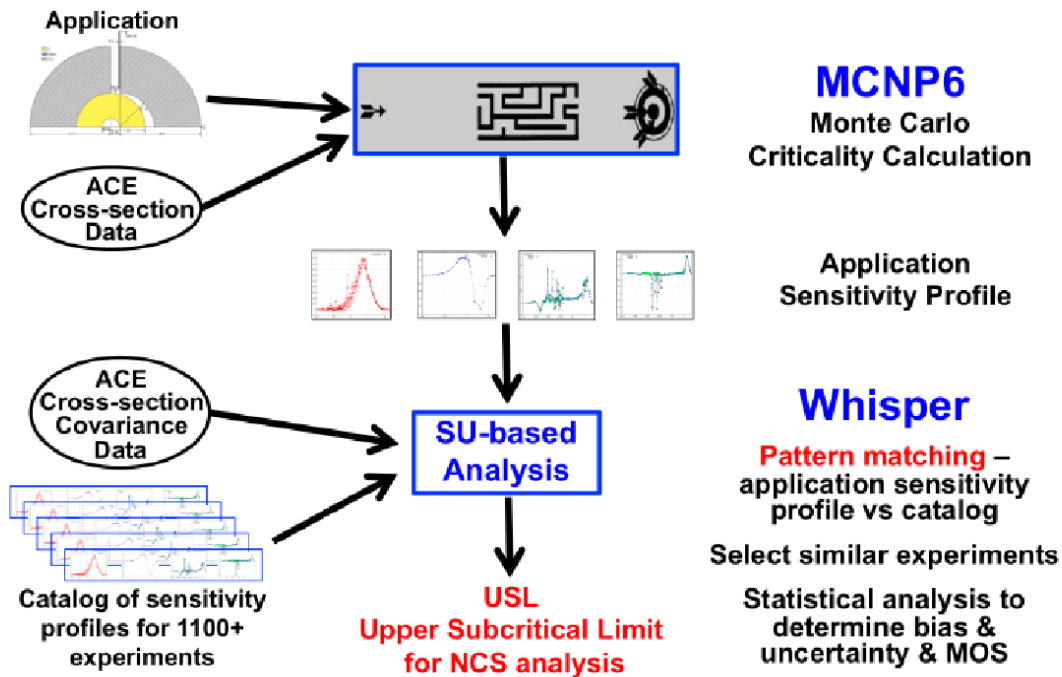 Application
MCNP6
Monte Carlo
Criticality Calculation
ACE
Cross-section
Data
Application
Sensitivity Profile
ACE
Cross-section
Covariance
Data
SU-based
Analysis
Whisper
Pattern matching –
application sensitivity
profile vs catalog
Select similar experiments
Statistical analysis to
determine bias &
uncertainty & MOS
Catalog of sensitivity
profiles for 1100+
experiments
USL
Upper Subcritical Limit
for NCS analysis